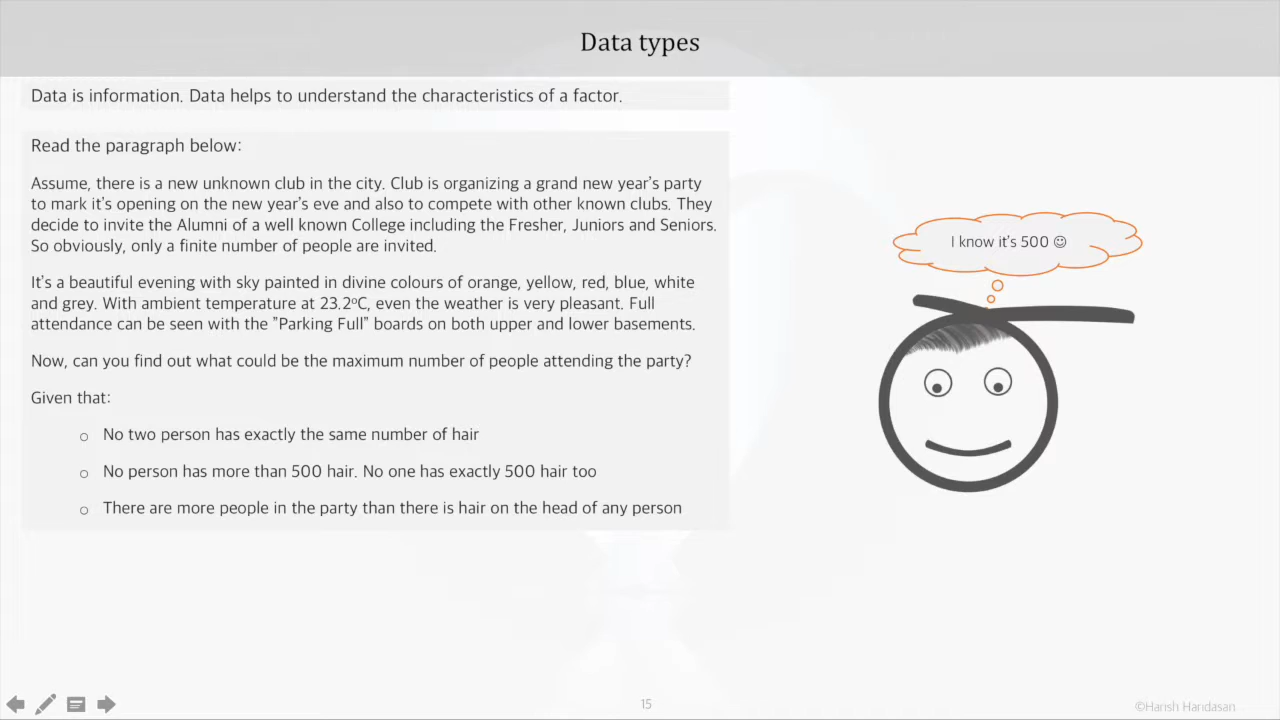 Data types
Data is information. Data helps to understand the characteristics of a factor.
Read the paragraph below:
Assume, there is a new unknown club in the city. Club is organizing a grand new year's party
to mark it's opening on the new year's eve and also to compete with other known clubs. They
decide to invite the Alumni of a well known College including the Fresher, Juniors and Seniors.
So obviously, only a finite number of people are invited.
It's a beautiful evening with sky painted in divine colours of orange, yellow, red, blue, white
and grey. With ambient temperature at 23.2ºC, even the weather is very pleasant. Full
attendance can be seen with the "Parking Full" boards on both upper and lower basements.
Now, can you find out what could be the maximum number of people attending the party?
Given that:
o No two person has exactly the same number of hair
o No person has more than 500 hair. No one has exactly 500 hair too
o There are more people in the party than there is hair on the head of any person
I know it's 500 ☺
15
©Harish Haridasan